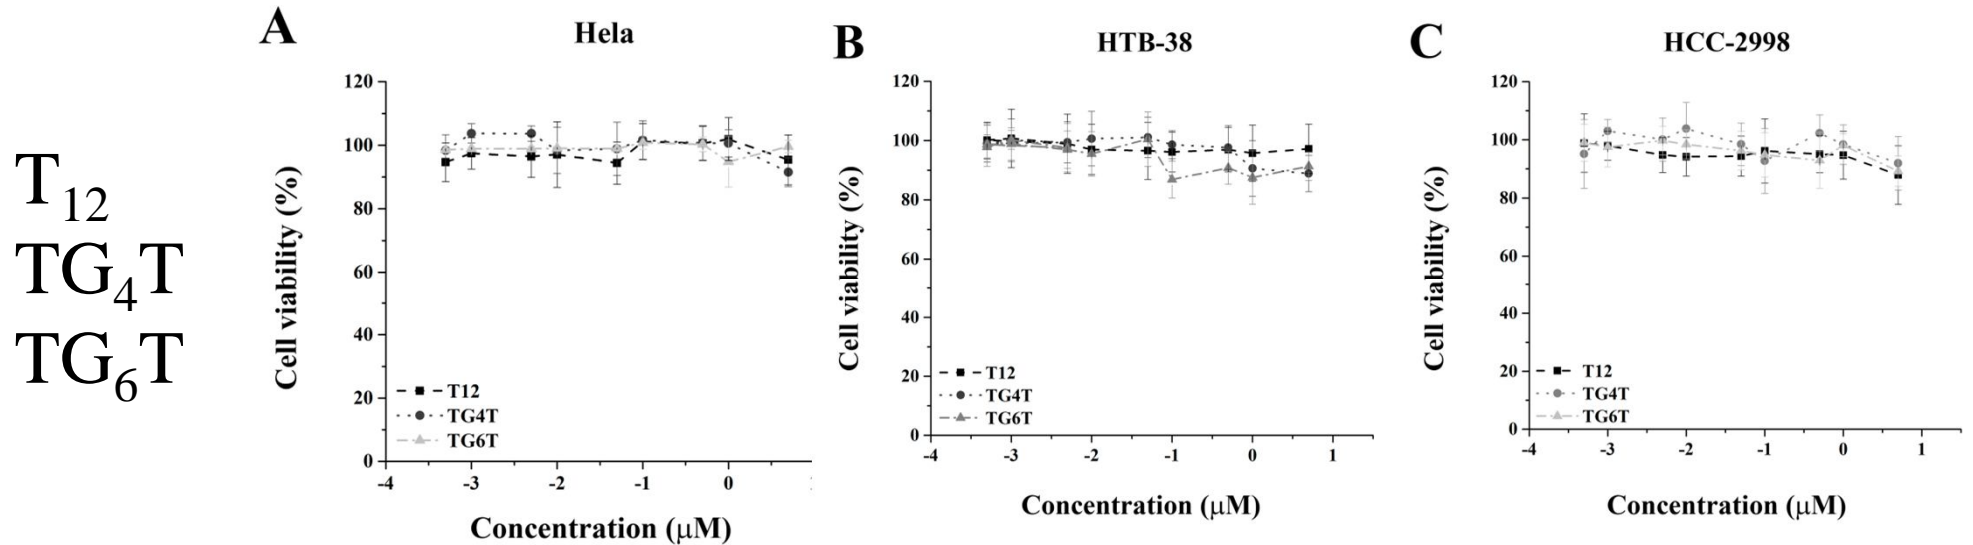 T12
TG4T
TG6T
A
Hela
Cell viability (%)
120
100
80
60
40
20
0
-4
-3
-2
-1
0
T12
TG4T
TG6T
Concentration (μM)
B
HTB-38
Cell viability (%)
120
100
80
60
40
20
0
-4
-3
-2
-1
0
1
T12
TG4T
TG6T
Concentration (μM)
C
HCC-2998
Cell viability (%)
120
100
80
60
40
20
0
-4
-3
-2
-1
0
1
T12
TG4T
TG6T
Concentration (μM)